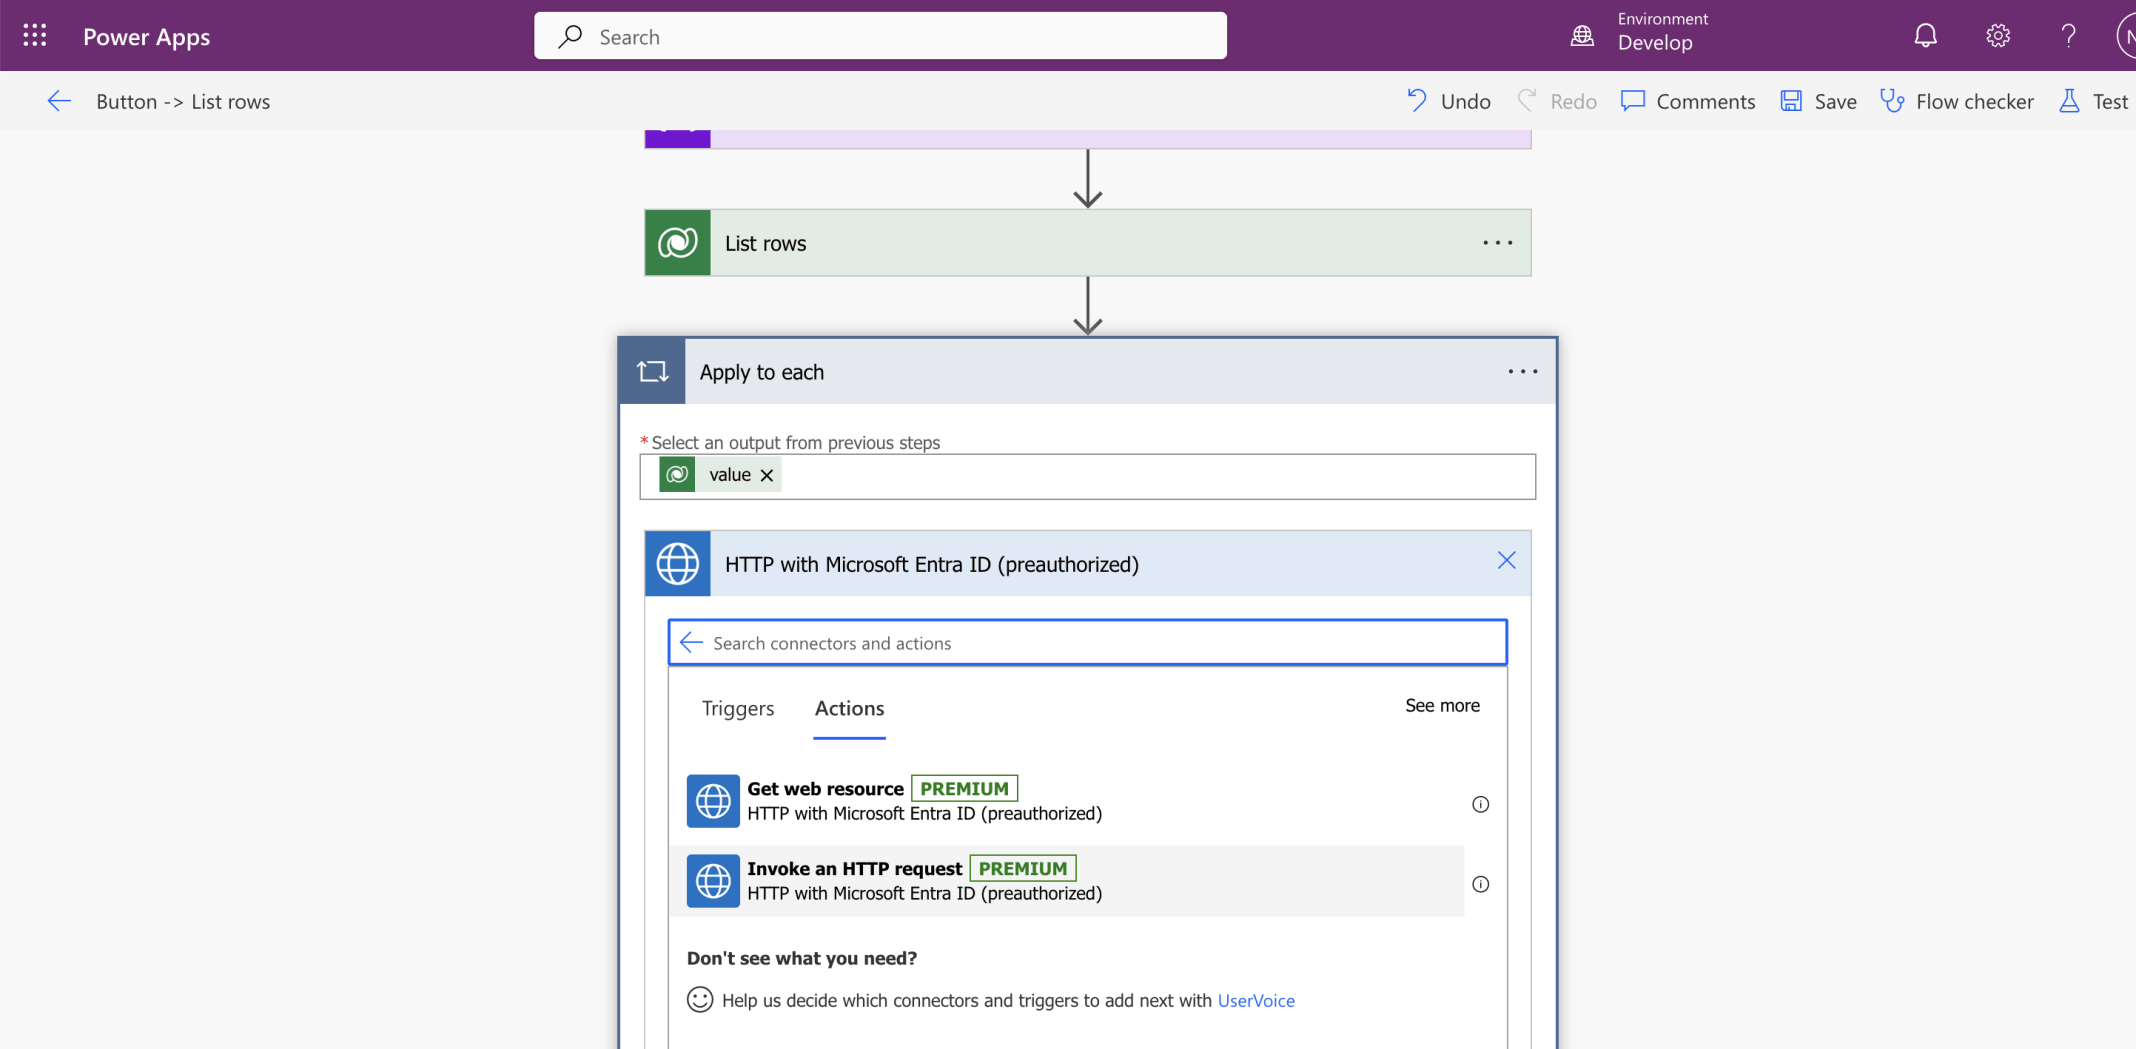 Power Apps
Search
Environment
Develop
Button -> List rows
Undo
Redo
Comments
Save
Flow checker
Test
List rows
Apply to each
* Select an output from previous steps
value
HTTP with Microsoft Entra ID (preauthorized)
Search connectors and actions
Triggers
Actions
See more
Get web resource PREMIUM
HTTP with Microsoft Entra ID (preauthorized)
Invoke an HTTP request PREMIUM
HTTP with Microsoft Entra ID (preauthorized)
Don't see what you need?
Help us decide which connectors and triggers to add next with UserVoice